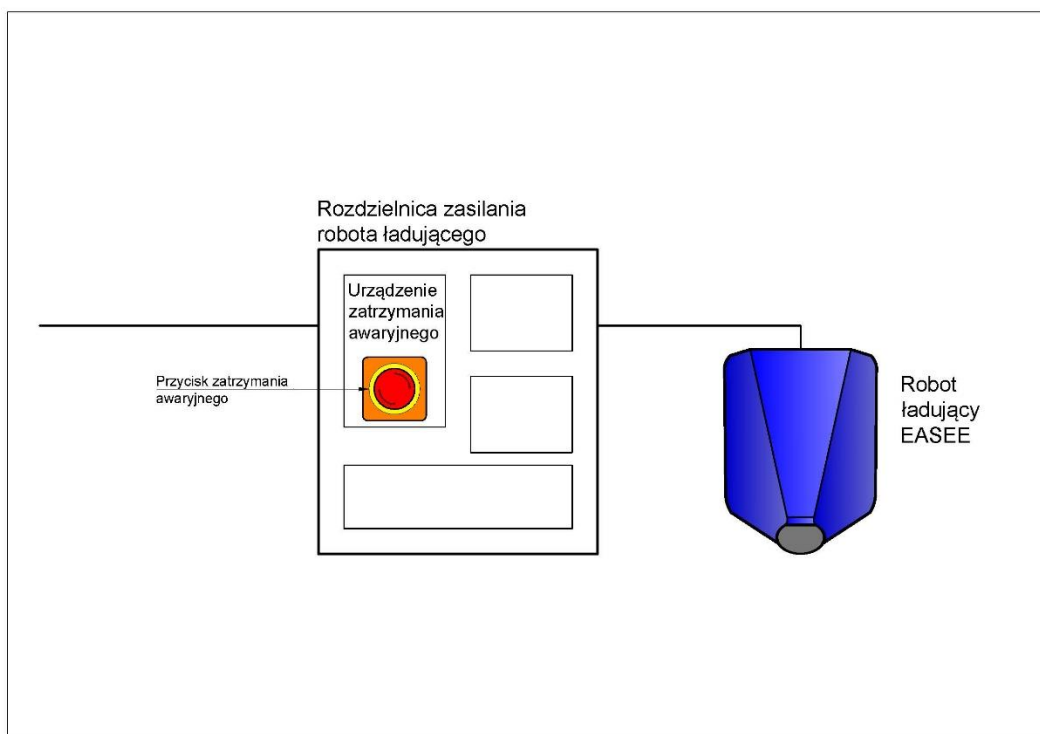 Rozdzielnica zasilania
robota ładującego
Urządzenie
zatrzymania
awaryjnego
Przycisk zatrzymania
awaryjnego
Robot
ładujący
EASEE